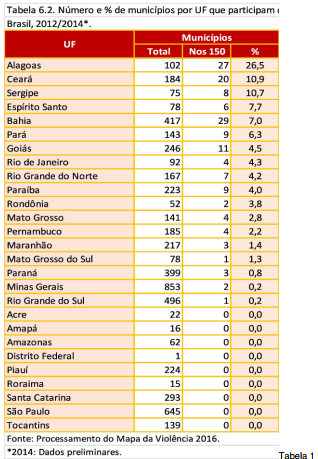 Tabela 6.2. Número e % de municípios por UF que participam
Brasil, 2012/2014*.
UF Municípios
Total Nos 150 %
Alagoas 102 27 26,5
Ceará 184 20 10,9
Sergipe 75 8 10,7
Espírito Santo 78 6 7,7
Bahia 417 29 7,0
Pará 143 9 6,3
Goiás 246 11 4,5
Rio de Janeiro 92 4 4,3
Rio Grande do Norte 167 7 4,2
Paraíba 223 9 4,0
Rondônia 52 2 3,8
Mato Grosso 141 4 2,8
Pernambuco 185 4 2,2
Maranhão 217 3 1,4
Mato Grosso do Sul 78 1 1,3
Paraná 399 3 0,8
Minas Gerais 853 2 0,2
Rio Grande do Sul 496 1 0,2
Acre 22 0 0,0
Amapá 16 0 0,0
Amazonas 62 0 0,0
Distrito Federal 1 0 0,0
Piauí 224 0 0,0
Roraima 15 0 0,0
Santa Catarina 293 0 0,0
São Paulo 645 0 0,0
Tocantins 139 0 0,0
Fonte: Processamento do Mapa da Violência 2016.
*2014: Dados preliminares.
Tabela 1